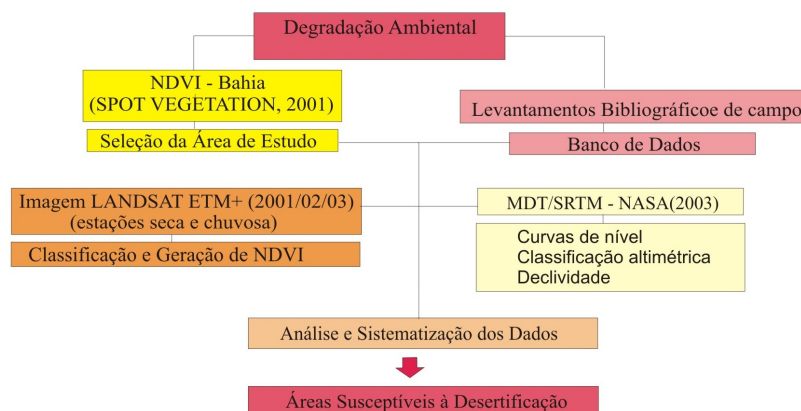 Degradação Ambiental
NDVI - Bahia
(SPOT VEGETATION, 2001)
Levantamentos Bibliográficoe de campo
Seleção da Área de Estudo
Banco de Dados
Imagem LANDSAT ETM+ (2001/02/03)
(estações seca e chuvosa)
MDT/SRTM - NASA(2003)
Classificação e Geração de NDVI
Curvas de nível
Classificação altimétrica
Declividade
Análise e Sistematização dos Dados
Áreas Susceptíveis à Desertificação